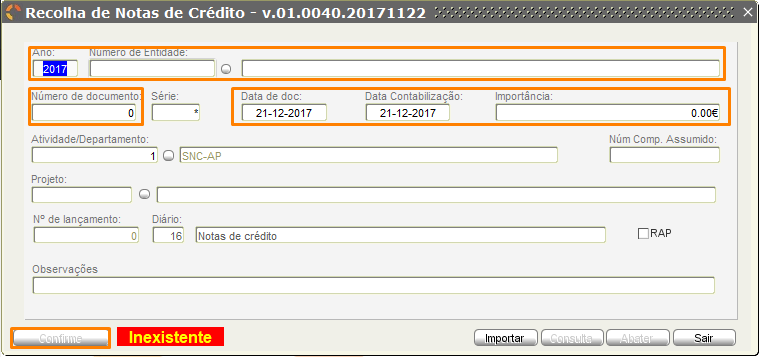 Recolha de Notas de Crédito - v.01.0040.20171122
Ano: Número de Entidade:
2017
Número de documento: Série: Data de doc: Data Contabilização: Importância:
0 * 21-12-2017 21-12-2017 0.00€
Atividade/Departamento: Núm Comp. Assumido:
1 SNC-AP
Projeto:
Nº de lançamento: Diário:
0 16 Notas de crédito RAP
Observações
Confirme Inexistente Importar Consulta Abater Sair